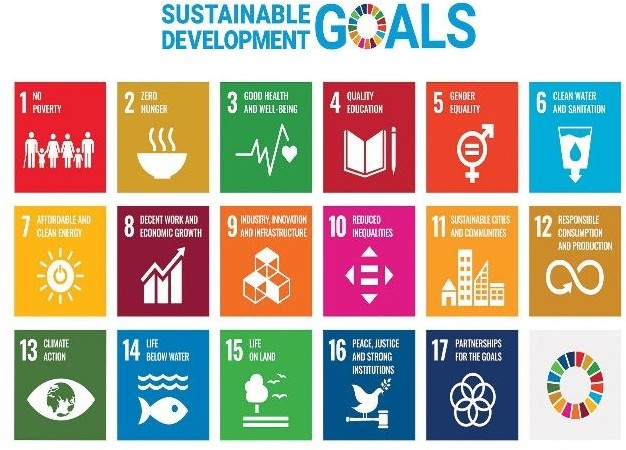 SUSTAINABLE
DEVELOPMENT GOALS
1 NO
POVERTY
2 ZERO
HUNGER
3 GOOD HEALTH
AND WELL-BEING
4 QUALITY
EDUCATION
5 GENDER
EQUALITY
6 CLEAN WATER
AND SANITATION
7 AFFORDABLE AND
CLEAN ENERGY
8 DECENT WORK AND
ECONOMIC GROWTH
9 INDUSTRY, INNOVATION
AND INFRASTRUCTURE
10 REDUCED
INEQUALITIES
11 SUSTAINABLE CITIES
AND COMMUNITIES
12 RESPONSIBLE
CONSUMPTION
AND PRODUCTION
13 CLIMATE
ACTION
14 LIFE
BELOW WATER
15 LIFE
ON LAND
16 PEACE, JUSTICE
AND STRONG
INSTITUTIONS
17 PARTNERSHIPS
FOR THE GOALS